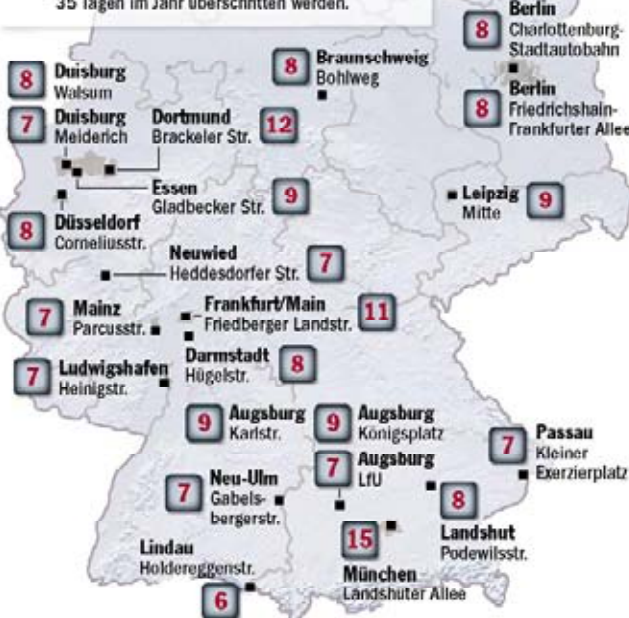 35 Tagen im Jahr überschritten werden.
8
Berlin
Charlottenburg-
Stadtautobahn
8
Braunschweig
Bohlweg
8
Duisburg
Walsum
8
Berlin
Friedrichshain-
Frankfurter Allee
7
Duisburg
Meiderich
Dortmund
Brackeler Str.
12
Essen
Gladbecker Str.
9
Leipzig
Mitte
9
8
Düsseldorf
Corneliusstr.
Neuwied
Heddesdorfer Str.
7
7
Mainz
Parcusstr.
Frankfurt/Main
Friedberger Landstr.
11
7
Ludwigshafen
Heinigstr.
Darmstadt
Hügelstr.
8
9
Augsburg
Karlstr.
9
Augsburg
Königsplatz
7
Passau
Kleiner
Exerzierplatz
7
Augsburg
LfU
7
Neu-Ulm
Gabels-
bergerstr.
8
Landshut
Podewilsstr.
15
München
Landshuter Allee
Lindau
Holdereggenstr.
6